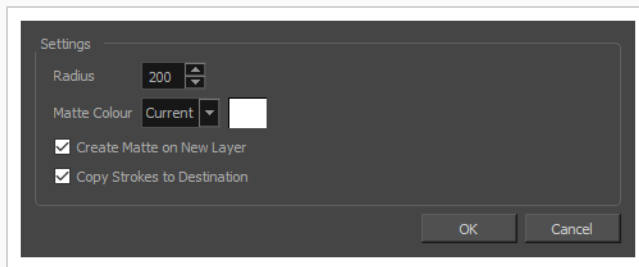 Settings
Radius 200
Matte Colour Current
Create Matte on New Layer
Copy Strokes to Destination
OK Cancel